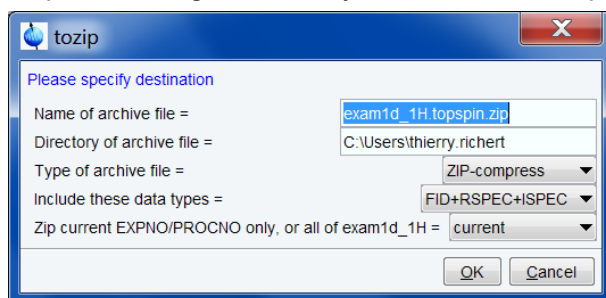 tozip
Please specify destination
Name of archive file = exam1d_1H.topspin.zip
Directory of archive file = C:\Users\thierry.richert
Type of archive file = ZIP-compress
Include these data types = FID+RSPEC+ISPEC
Zip current EXPNO/PROCNO only, or all of exam1d_1H = current
OK Cancel